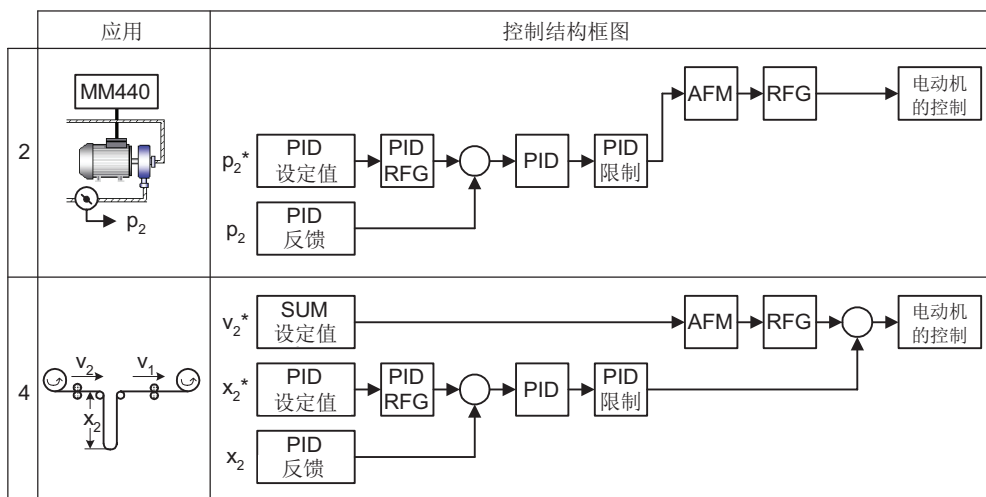 应用
控制结构框图
2
MM440
p2
p2*
PID
设定值
PID
RFG
PID
PID
限制
AFM
RFG
电动机
的控制
p2
PID
反馈
4
v2
v1
x2
v2*
SUM
设定值
AFM
RFG
电动机
的控制
x2*
PID
设定值
PID
RFG
PID
PID
限制
x2
PID
反馈